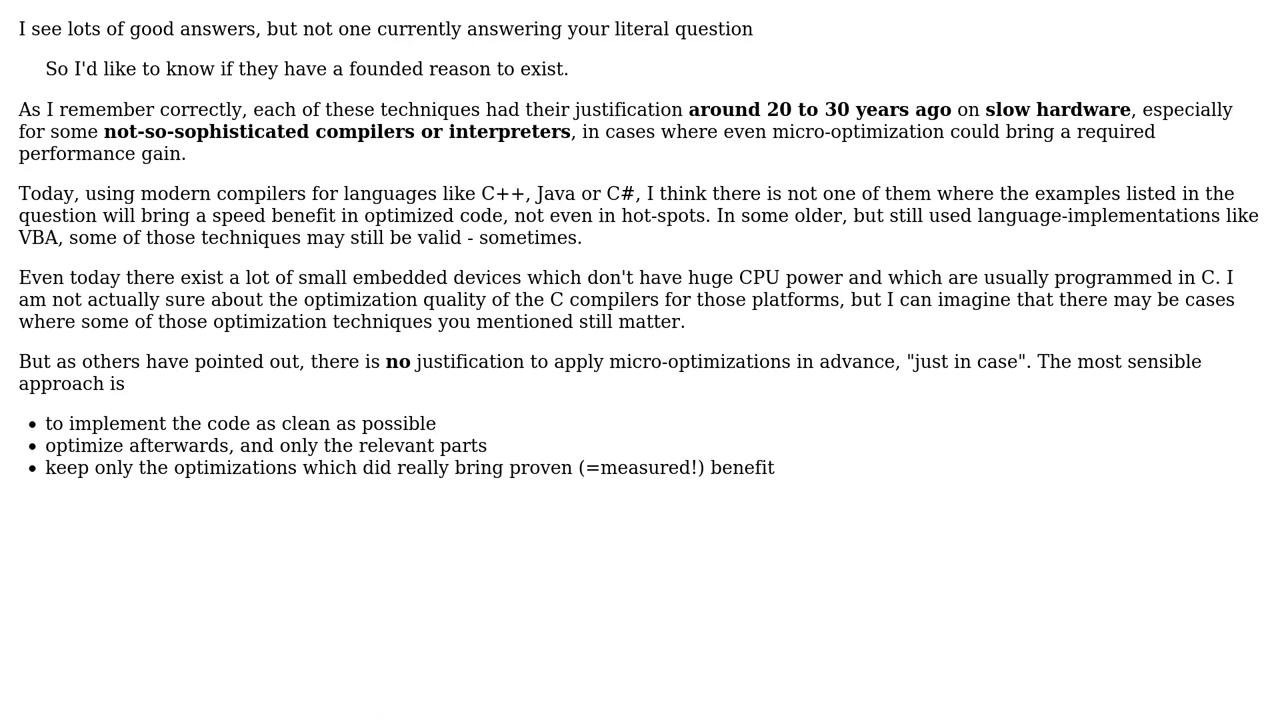 I see lots of good answers, but not one currently answering your literal question
So I'd like to know if they have a founded reason to exist.
As I remember correctly, each of these techniques had their justification around 20 to 30 years ago on slow hardware, especially
for some not-so-sophisticated compilers or interpreters, in cases where even micro-optimization could bring a required
performance gain.
Today, using modern compilers for languages like C++, Java or C#, I think there is not one of them where the examples listed in the
question will bring a speed benefit in optimized code, not even in hot-spots. In some older, but still used language-implementations like
VBA, some of those techniques may still be valid - sometimes.
Even today there exist a lot of small embedded devices which don't have huge CPU power and which are usually programmed in C. I
am not actually sure about the optimization quality of the C compilers for those platforms, but I can imagine that there may be cases
where some of those optimization techniques you mentioned still matter.
But as others have pointed out, there is no justification to apply micro-optimizations in advance, "just in case". The most sensible
approach is
• to implement the code as clean as possible
• optimize afterwards, and only the relevant parts
• keep only the optimizations which did really bring proven (=measured!) benefit